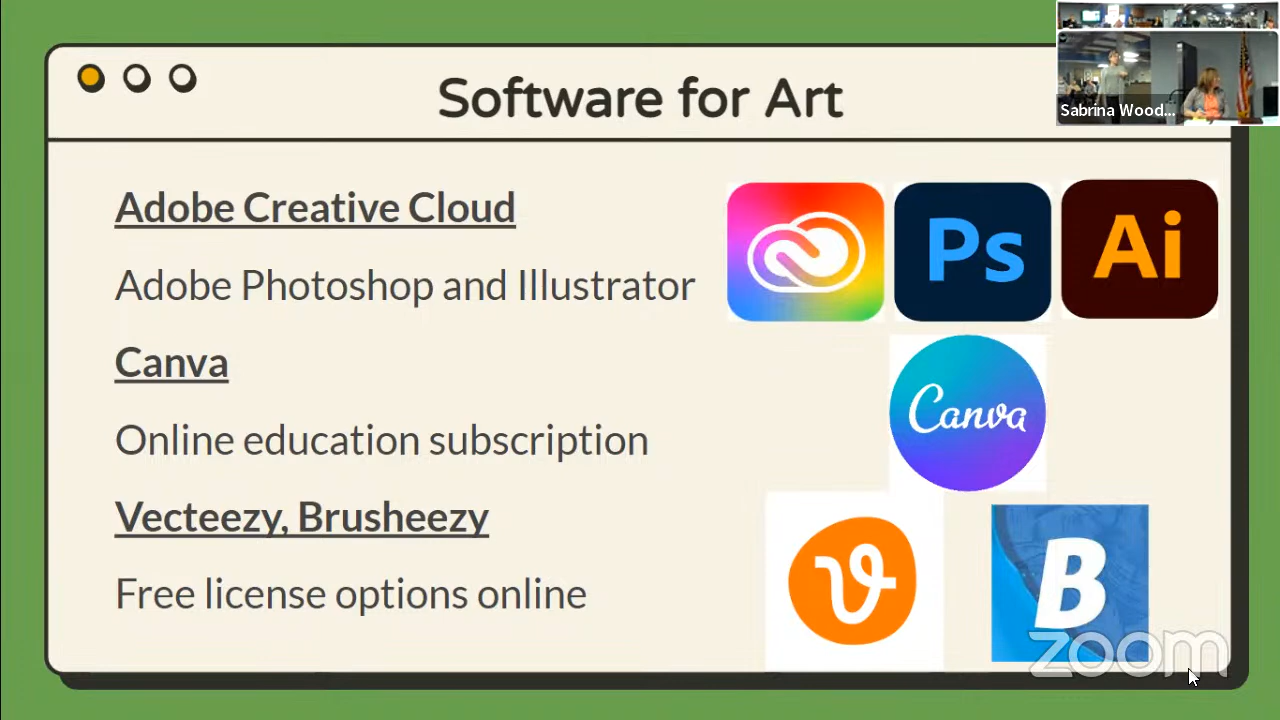 Software for Art
Sabrina Wood...
Adobe Creative Cloud
Adobe Photoshop and Illustrator
Ps
Ai
Canva
Online education subscription
Canva
Vecteezy, Brusheezy
Free license options online
B
zoom